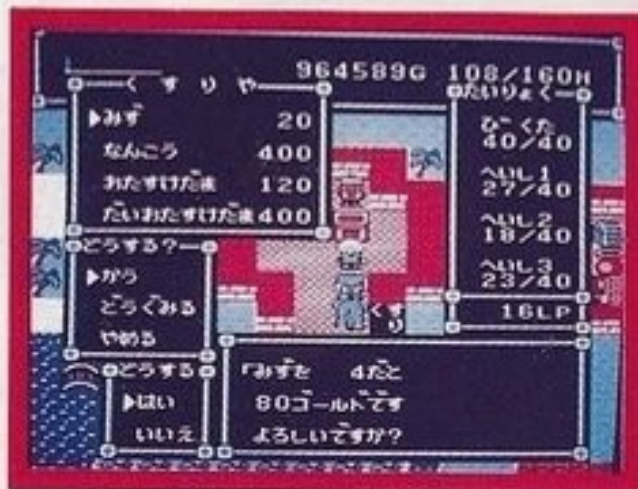 964589G 108/160H
くすりや
▶みず 20
なんこう 400
おたすけだま 120
だいおたすけだま 400
たいりょく
40/40
へいし1
27/40
へいし2
18/40
へいし3
23/40
16LP
くすり
どうする?
▶かう
どうぐみる
やめる
どうする
▶はい
いいえ
「みずを 4だと
80ゴールドです
よろしいですか?